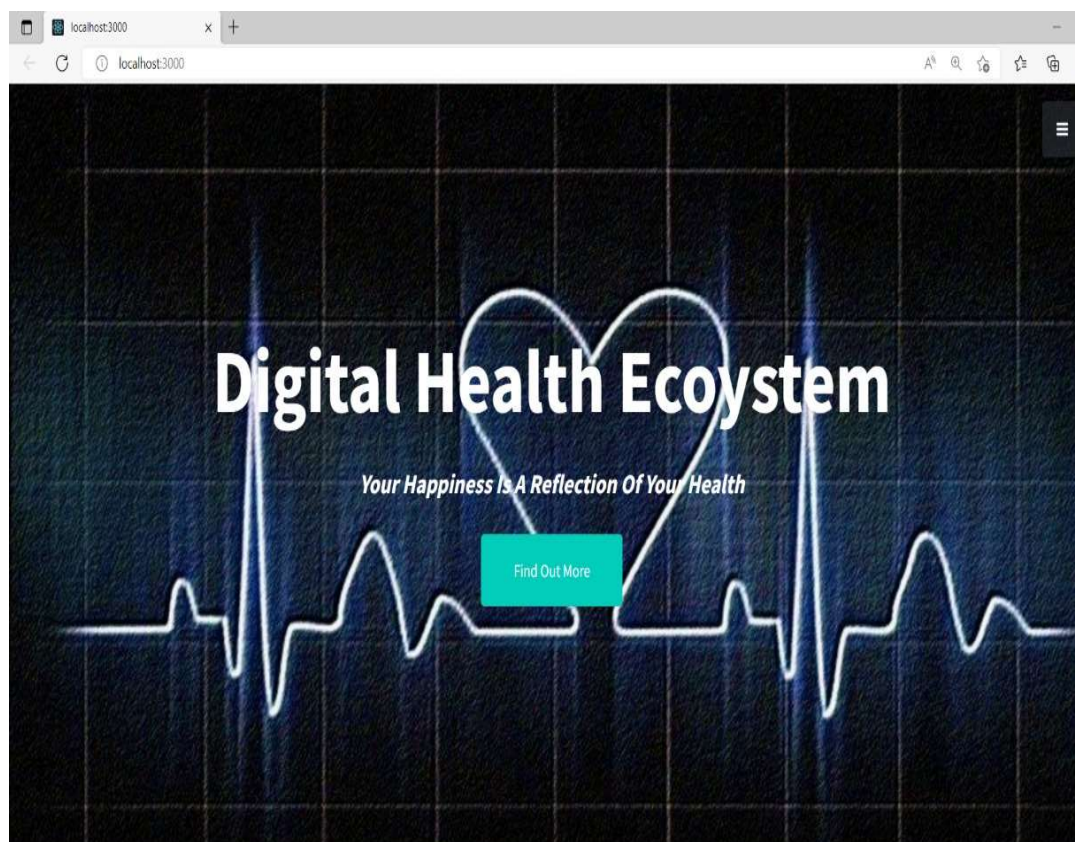 localhost:3000
localhost:3000
Digital Health Ecoystem
Your Happiness Is A Reflection Of Your Health
Find Out More